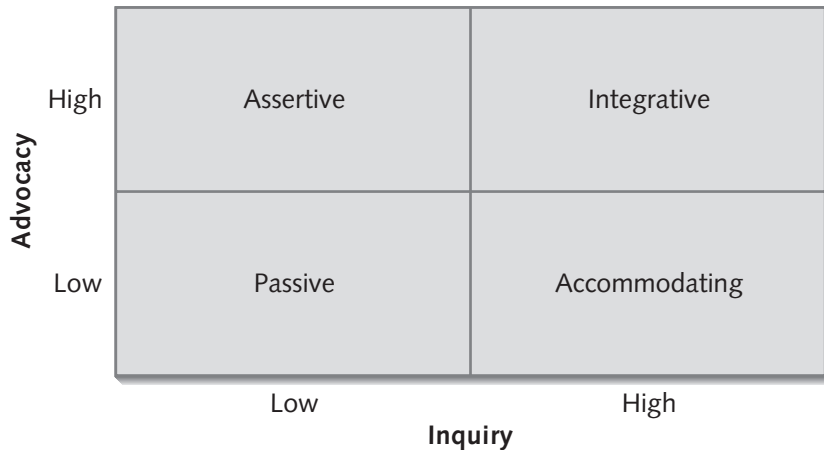 High
Assertive
Integrative
Advocacy
Low
Passive
Accommodating
Low
High
Inquiry